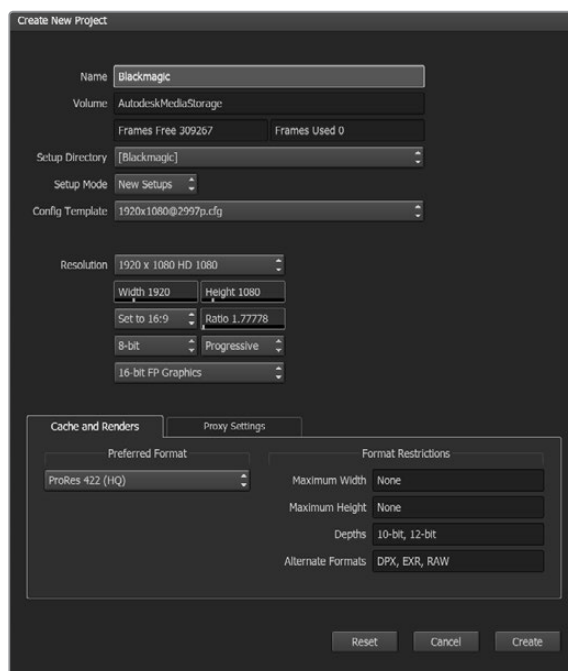 Create New Project
Name Blackmagic
Volume AutodeskMediaStorage
Frames Free 309267 Frames Used 0
Setup Directory [Blackmagic]
Setup Mode New Setups
Config Template 1920x1080@2997p.cfg
Resolution 1920 x 1080 HD 1080
Width 1920 Height 1080
Set to 16:9 Ratio 1.77778
8-bit Progressive
16-bit FP Graphics
Cache and Renders Proxy Settings
Preferred Format Format Restrictions
ProRes 422 (HQ) Maximum Width None
Maximum Height None
Depths 10-bit, 12-bit
Alternate Formats DPX, EXR, RAW
Reset Cancel Create